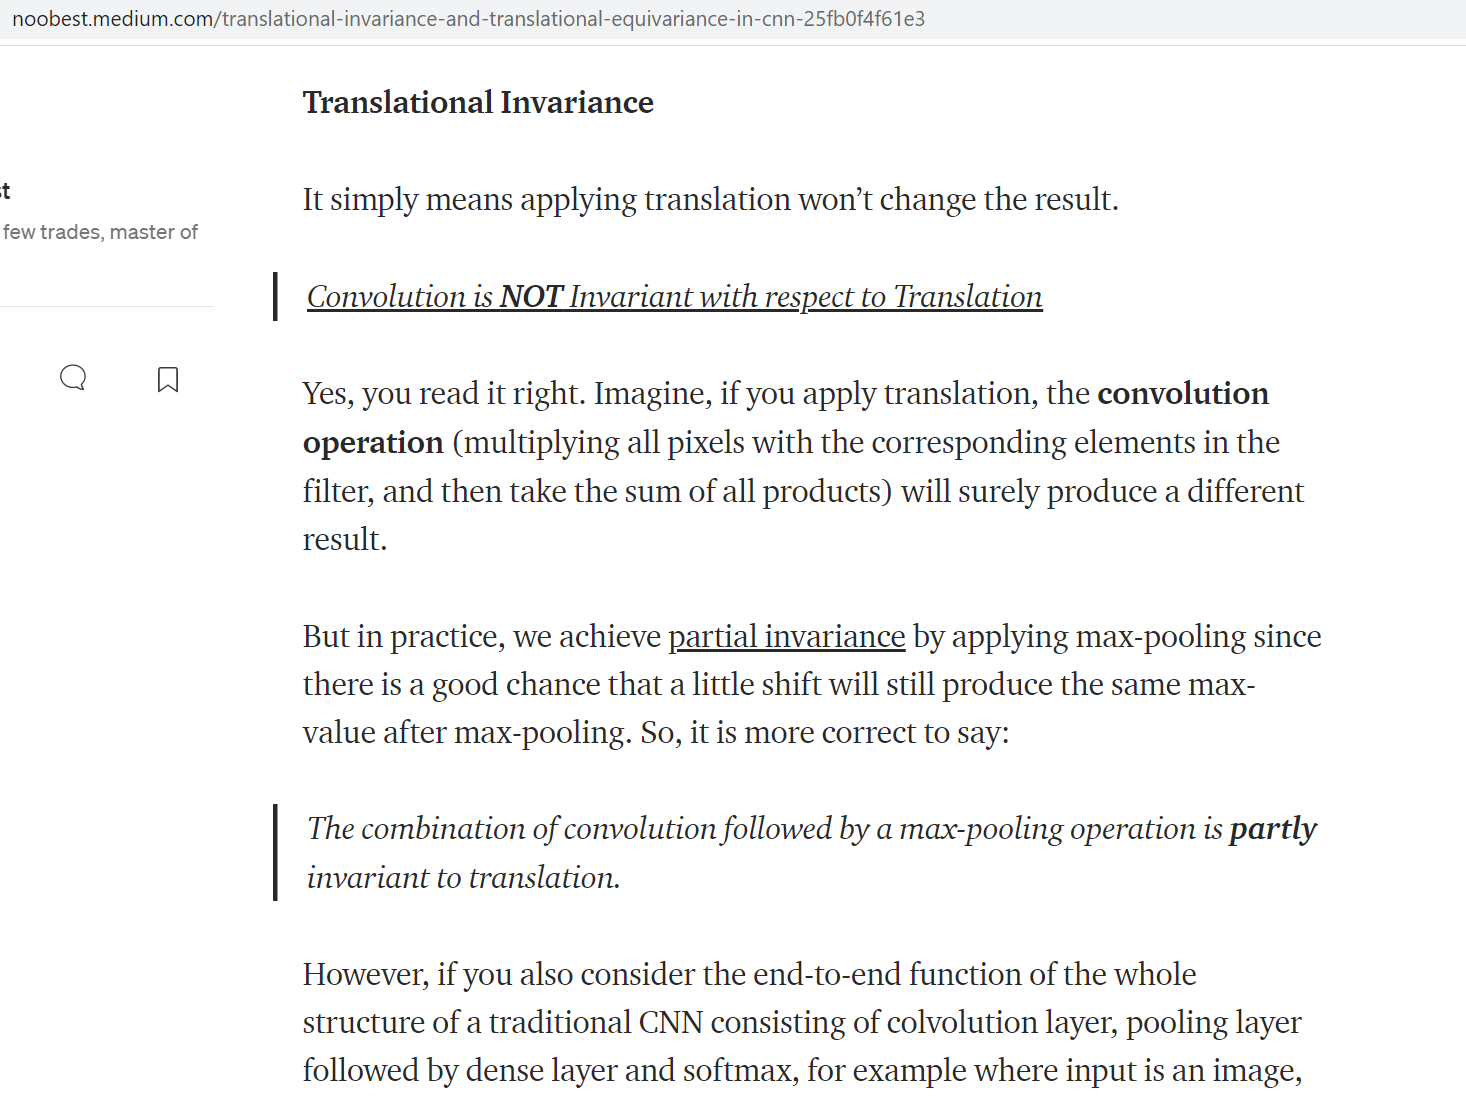 noobest.medium.com/translational-invariance-and-translational-equivariance-in-cnn-25fb0f4f61e3
Translational Invariance
st
few trades, master of
It simply means applying translation won’t change the result.
Convolution is NOT Invariant with respect to Translation
Yes, you read it right. Imagine, if you apply translation, the convolution
operation (multiplying all pixels with the corresponding elements in the
filter, and then take the sum of all products) will surely produce a different
result.
But in practice, we achieve partial invariance by applying max-pooling since
there is a good chance that a little shift will still produce the same max-
value after max-pooling. So, it is more correct to say:
The combination of convolution followed by a max-pooling operation is partly
invariant to translation.
However, if you also consider the end-to-end function of the whole
structure of a traditional CNN consisting of colvolution layer, pooling layer
followed by dense layer and softmax, for example where input is an image,